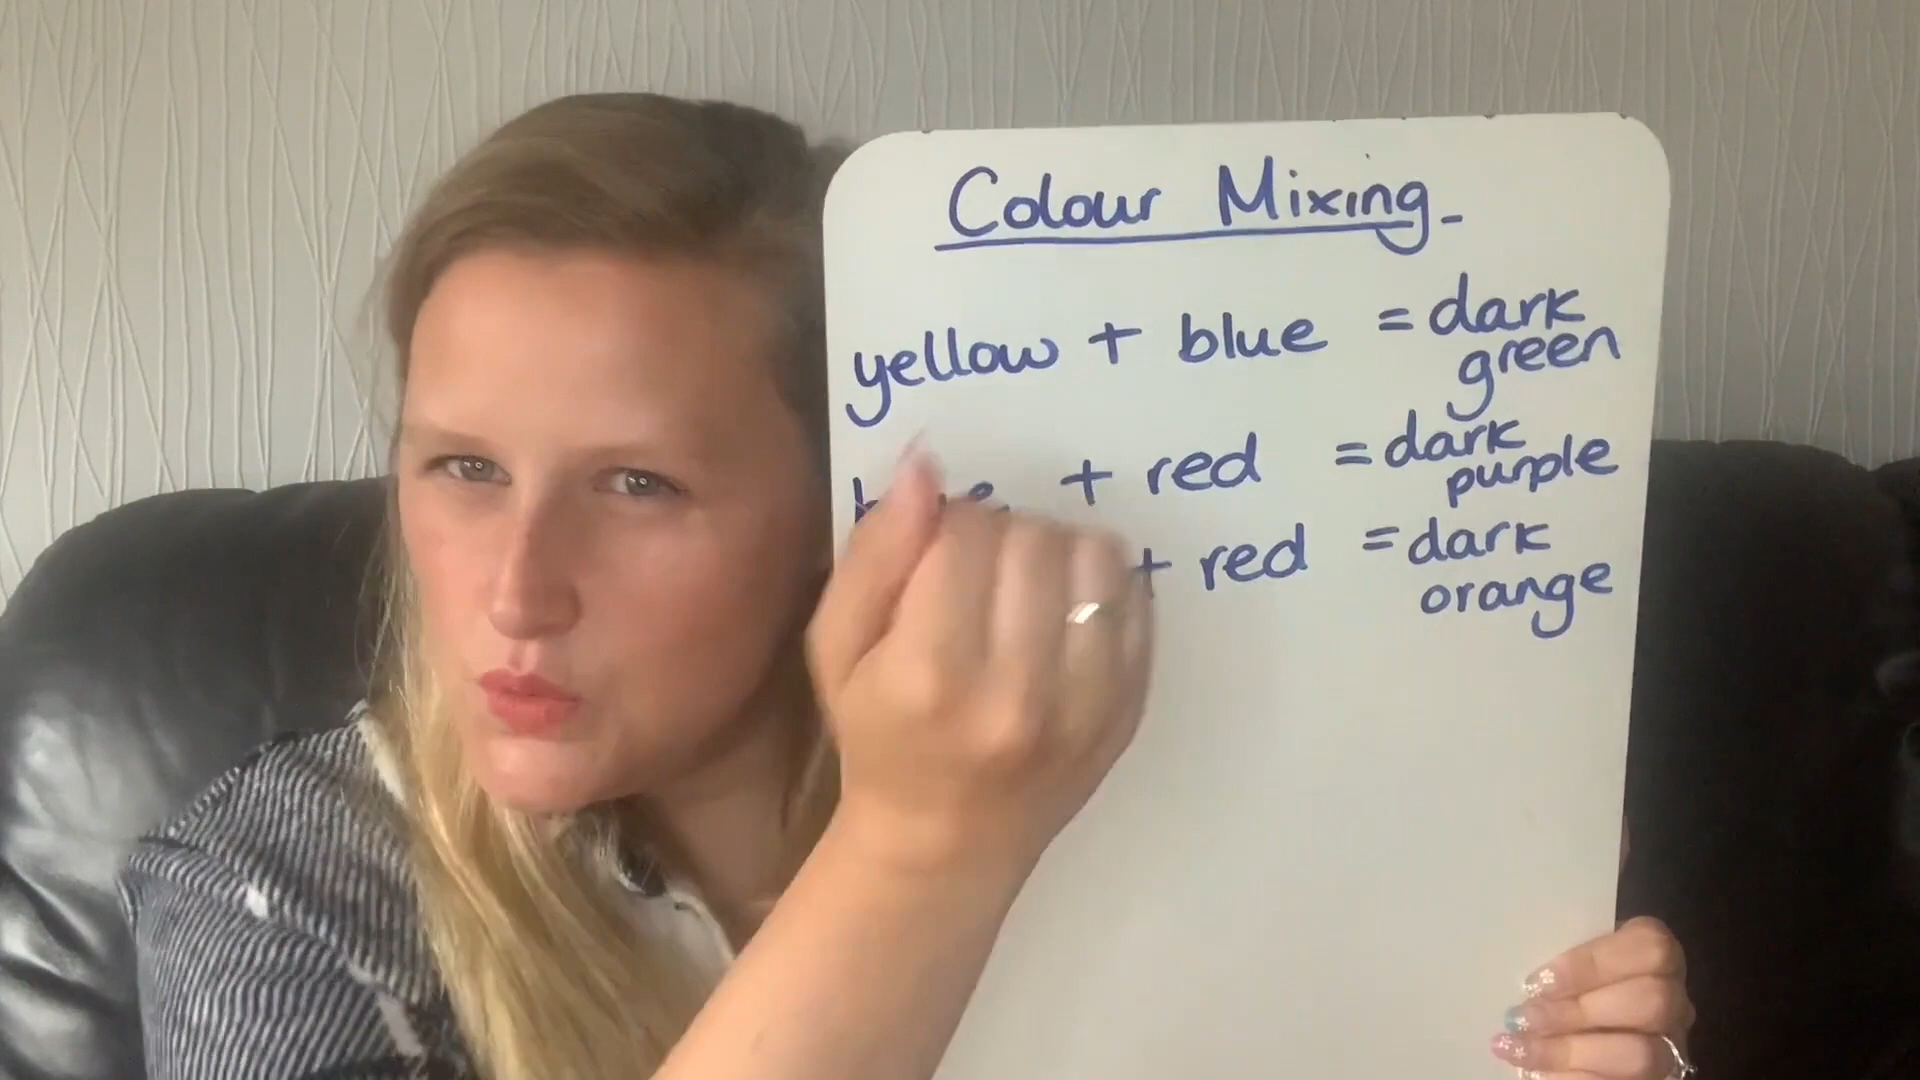 Colour Mixing-
yellow + blue = dark
green
+ red = dark
purple
+ red = dark
orange